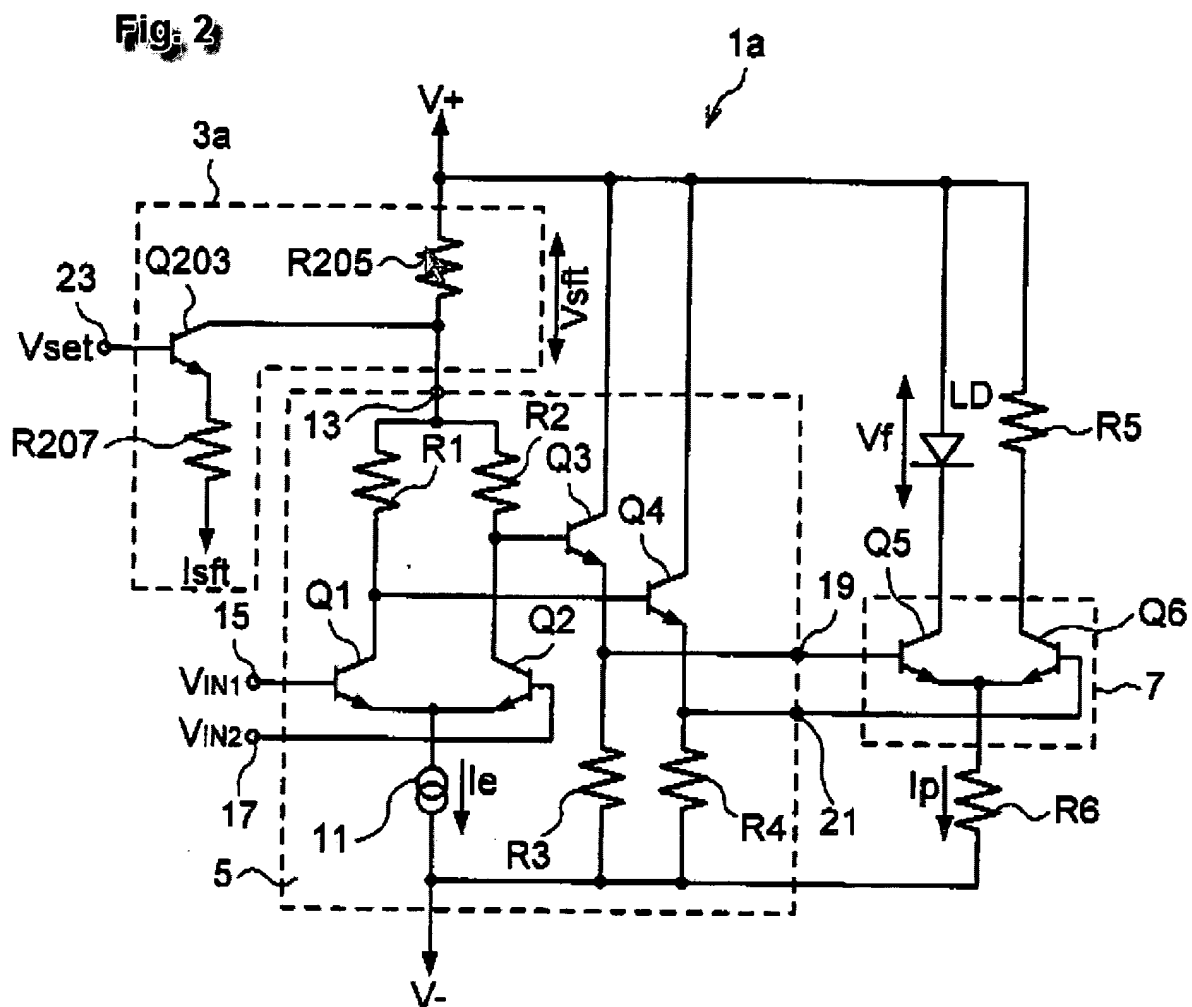 Fig. 2
1a
V+
3a
Q203
R205
Vsft
23
Vset
13
R2
LD
R207
R1
Q3
Vf
R5
Q4
Isft
Q5
15
Q1
Q2
19
Q6
VIN1
7
VIN2
17
11
Ie
R3
R4
21
Ip
R6
5
V-